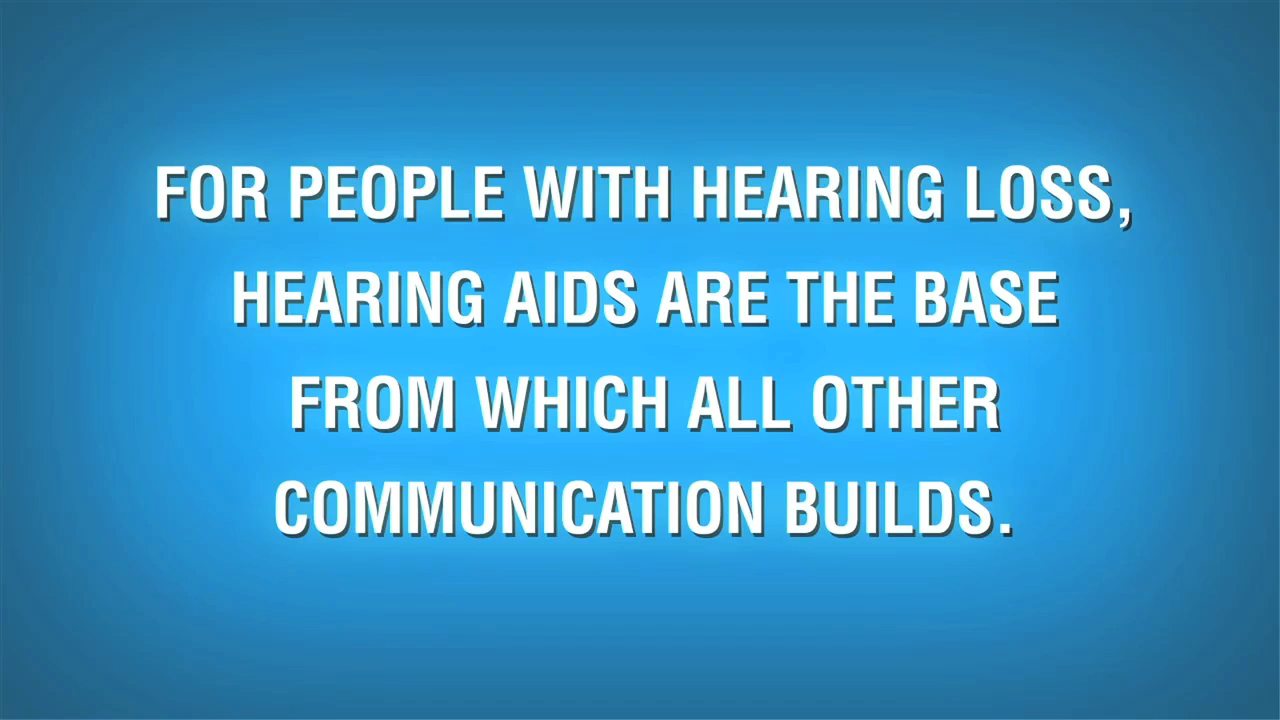 FOR PEOPLE WITH HEARING LOSS,
HEARING AIDS ARE THE BASE
FROM WHICH ALL OTHER
COMMUNICATION BUILDS.